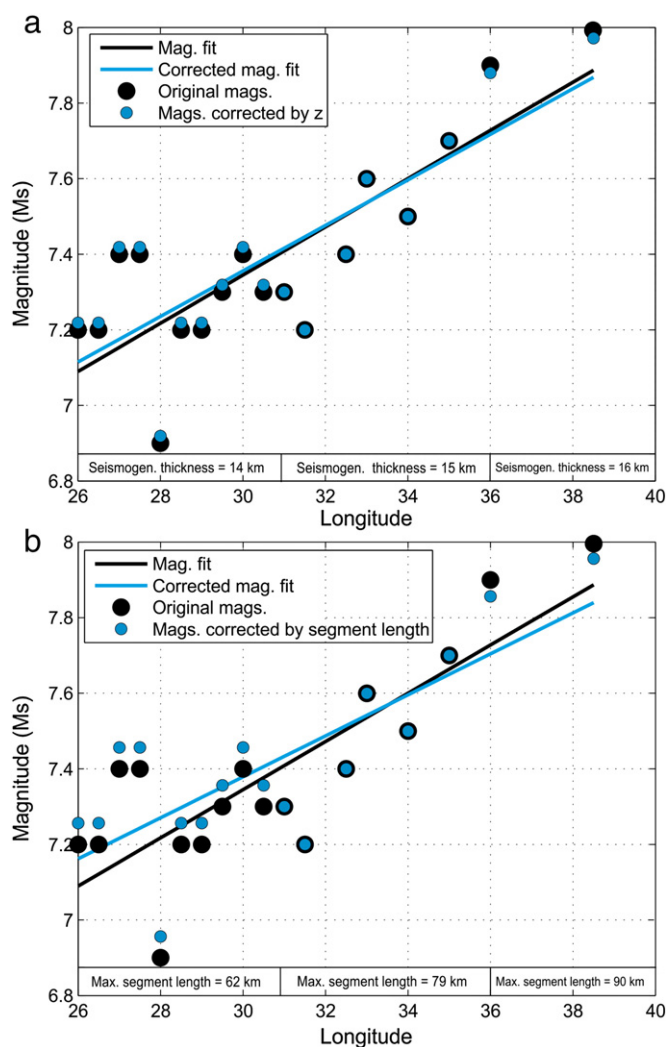 a
8
Mag. fit
Corrected mag. fit
Original mags.
Mags. corrected by z
7.8
7.6
Magnitude (Ms)
7.4
7.2
7
6.8
Seismogen. thickness = 14 km
Seismogen. thickness = 15 km
Seismogen. thickness = 16 km
26 28 30 32 34 36 38 40
Longitude
b
8
Mag. fit
Corrected mag. fit
Original mags.
Mags. corrected by segment length
7.8
7.6
Magnitude (Ms)
7.4
7.2
7
6.8
Max. segment length = 62 km
Max. segment length = 79 km
Max. segment length = 90 km
26 28 30 32 34 36 38 40
Longitude